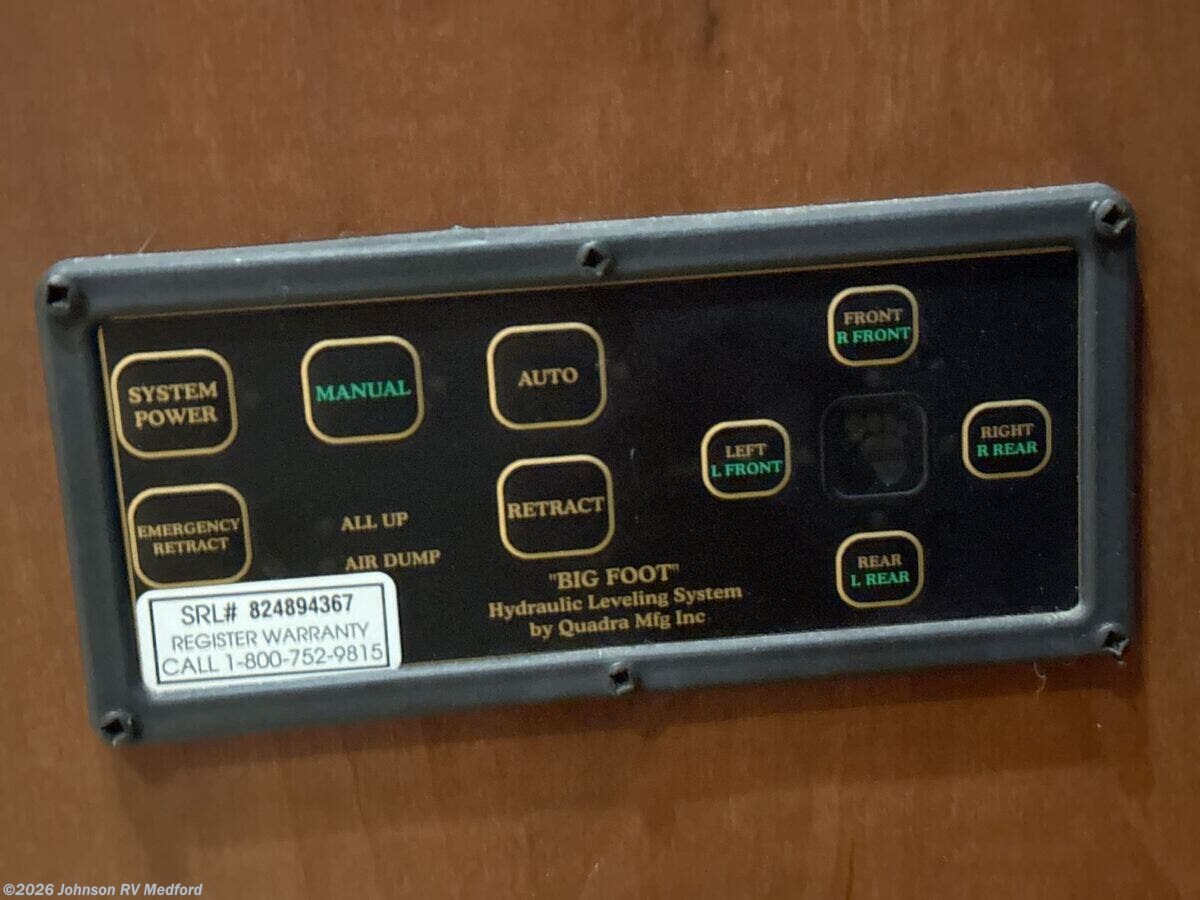 SYSTEM
POWER
MANUAL
AUTO
FRONT
R FRONT
LEFT
L FRONT
RIGHT
R REAR
EMERGENCY
RETRACT
ALL UP
AIR DUMP
RETRACT
REAR
L REAR
"BIG FOOT"
Hydraulic Leveling System
by Quadra Mfg Inc
SRL# 824894367
REGISTER WARRANTY
CALL 1-800-752-9815
©2026 Johnson RV Medford